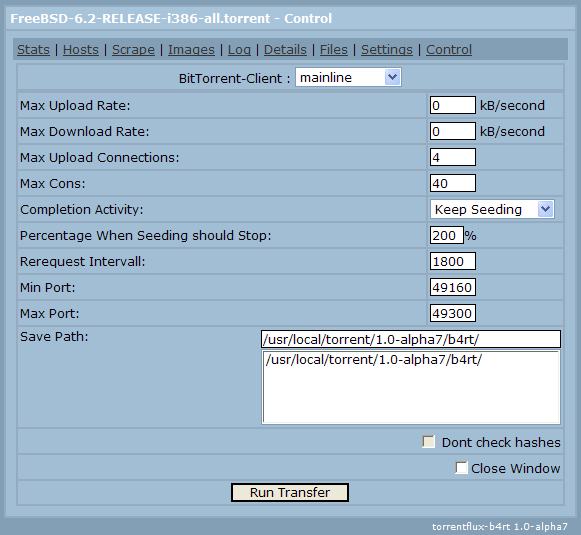 FreeBSD-6.2-RELEASE-i386-all.torrent - Control
Stats | Hosts | Scrape | Images | Log | Details | Files | Settings | Control
BitTorrent-Client : mainline
Max Upload Rate: 0 kB/second
Max Download Rate: 0 kB/second
Max Upload Connections: 4
Max Cons: 40
Completion Activity: Keep Seeding
Percentage When Seeding should Stop: 200 %
Rerequest Intervall: 1800
Min Port: 49160
Max Port: 49300
Save Path: /usr/local/torrent/1.0-alpha7/b4rt/
/usr/local/torrent/1.0-alpha7/b4rt/
Dont check hashes
Close Window
Run Transfer
torrentflux-b4rt 1.0-alpha7